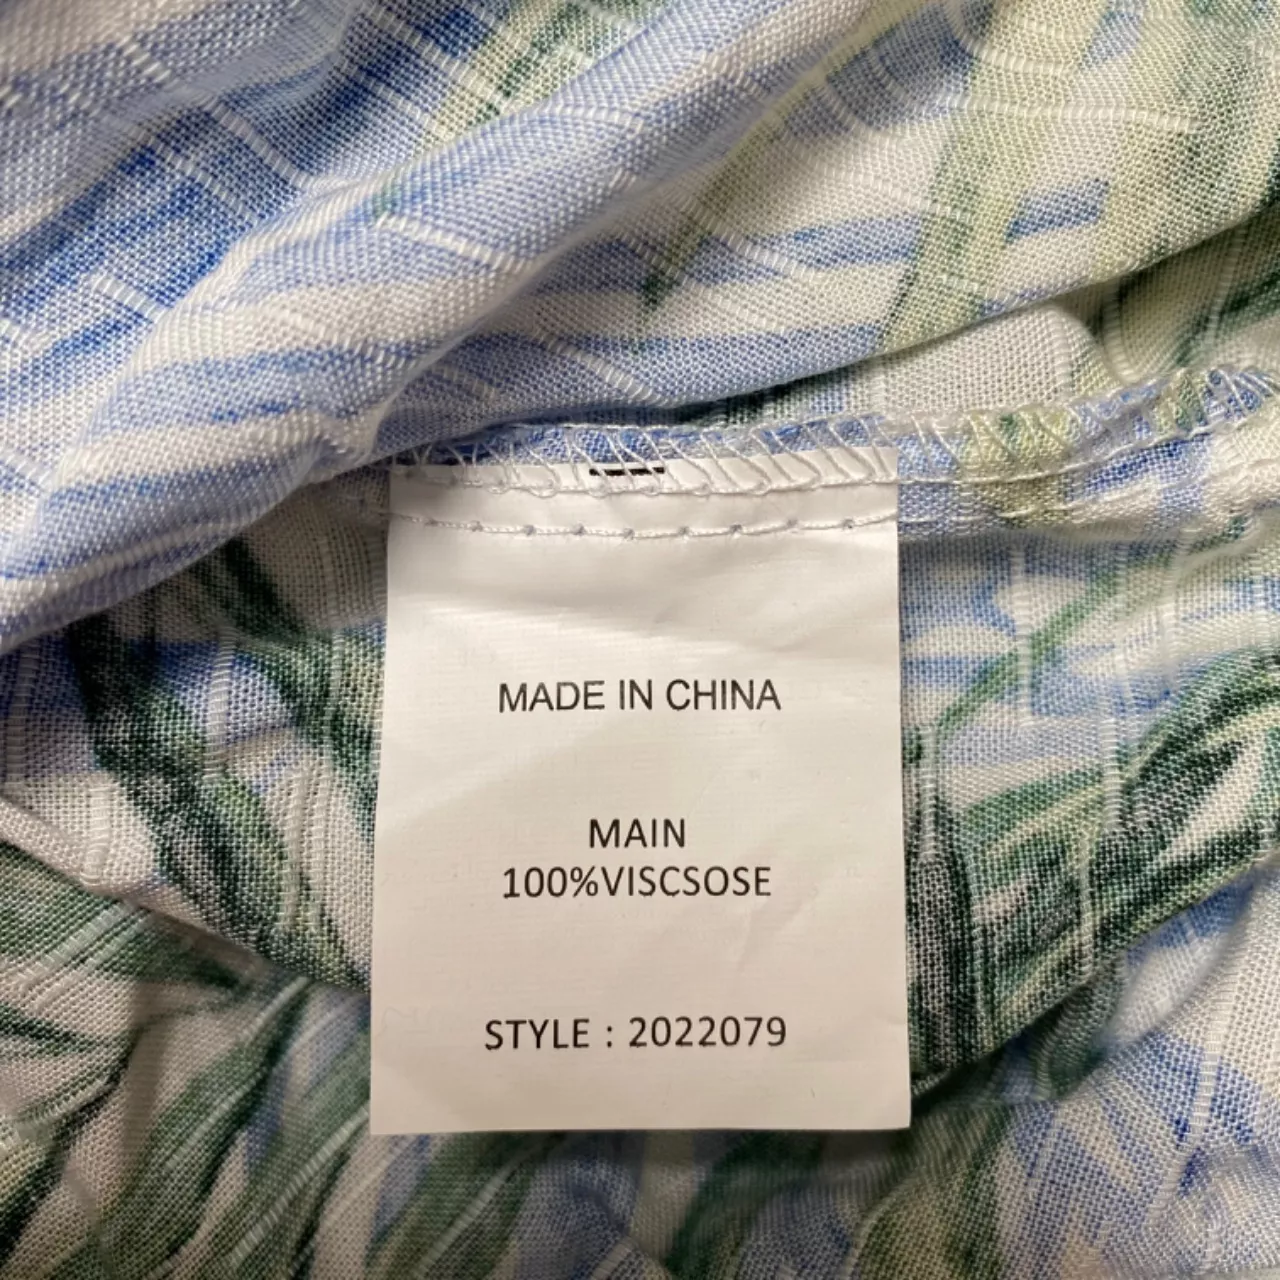 MADE IN CHINA
MAIN
100%VISCSOSE
STYLE : 2022079